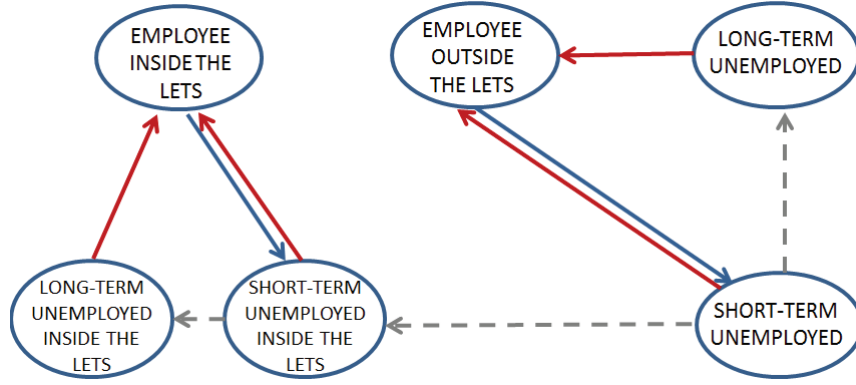 EMPLOYEE
INSIDE THE
LETS
EMPLOYEE
OUTSIDE
THE LETS
LONG-TERM
UNEMPLOYED
LONG-TERM
UNEMPLOYED
INSIDE THE
LETS
SHORT-TERM
UNEMPLOYED
INSIDE THE
LETS
SHORT-TERM
UNEMPLOYED